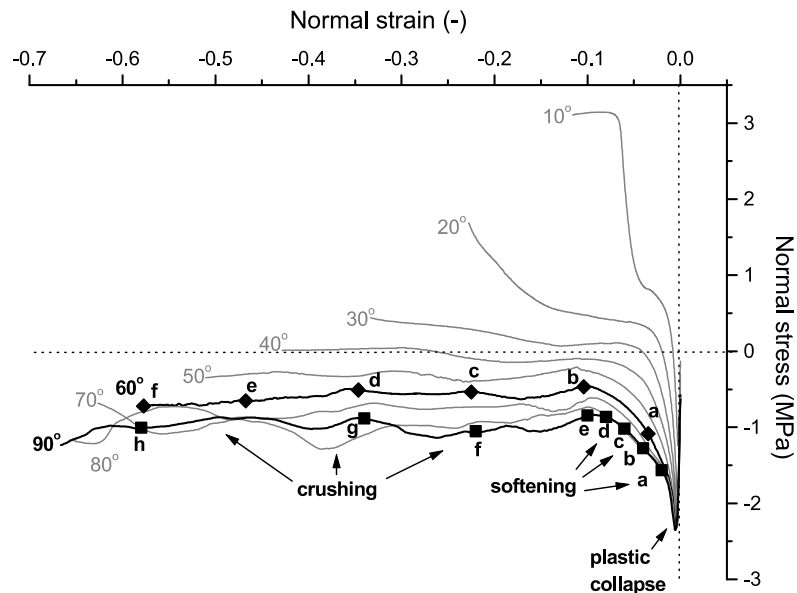 Normal strain (-)
-0.7 -0.6 -0.5 -0.4 -0.3 -0.2 -0.1 0.0
3
2
1
0
-1
-2
-3
Normal stress (MPa)
10°
20°
30°
40°
50°
60° f e d c b a
70°
80°
90°
h g f e d c b a
crushing
softening
plastic
collapse